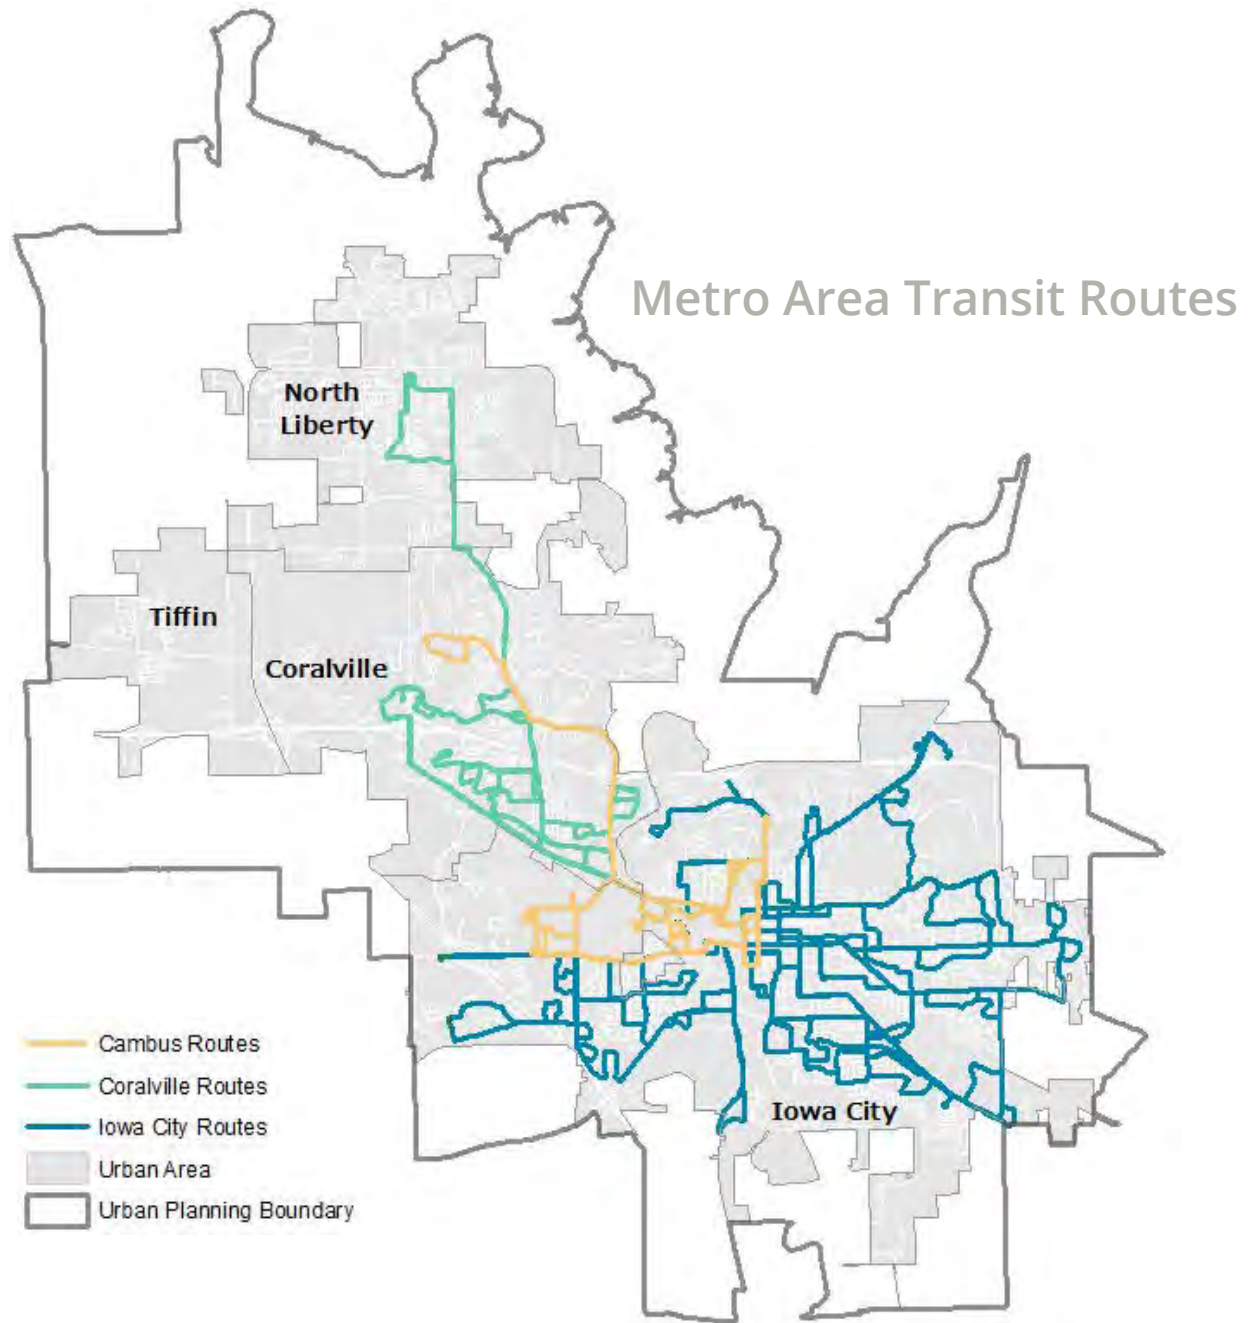 Metro Area Transit Routes
North
Liberty
Tiffin
Coralville
Iowa City
Cambus Routes
Coralville Routes
Iowa City Routes
Urban Area
Urban Planning Boundary